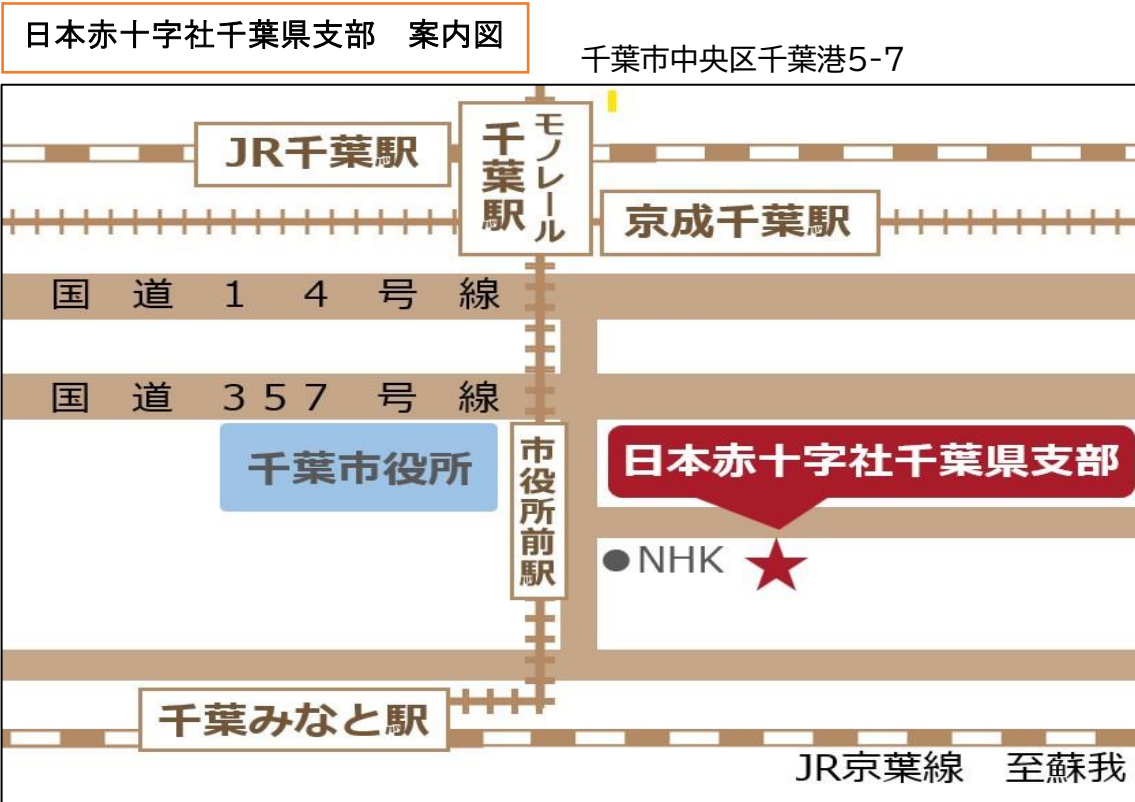 日本赤十字社千葉県支部　案内図
千葉市中央区千葉港5-7
JR千葉駅
モノレール
千葉駅
京成千葉駅
国道14号線
国道357号線
千葉市役所
市役所前駅
日本赤十字社千葉県支部
●NHK
千葉みなと駅
JR京葉線　至蘇我